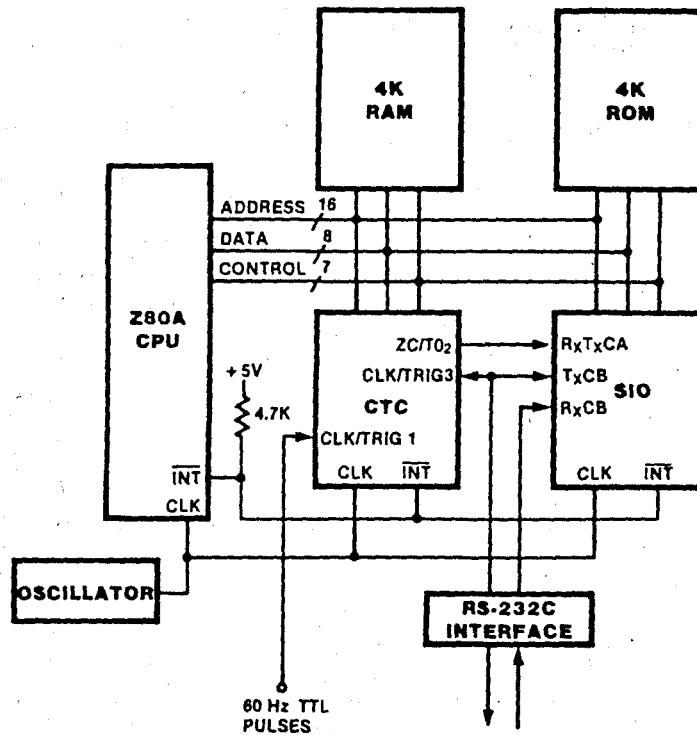 4K
RAM
4K
ROM
ADDRESS 16
DATA 8
CONTROL 7
Z80A
CPU
ZC/TO₂
CLK/TRIG3
CTC
CLK/TRIG 1
CLK
INT
RₓTₓCA
TₓCB
SIO
RₓCB
CLK
INT
+5V
4.7K
INT
CLK
OSCILLATOR
RS-232C
INTERFACE
60 Hz TTL
PULSES